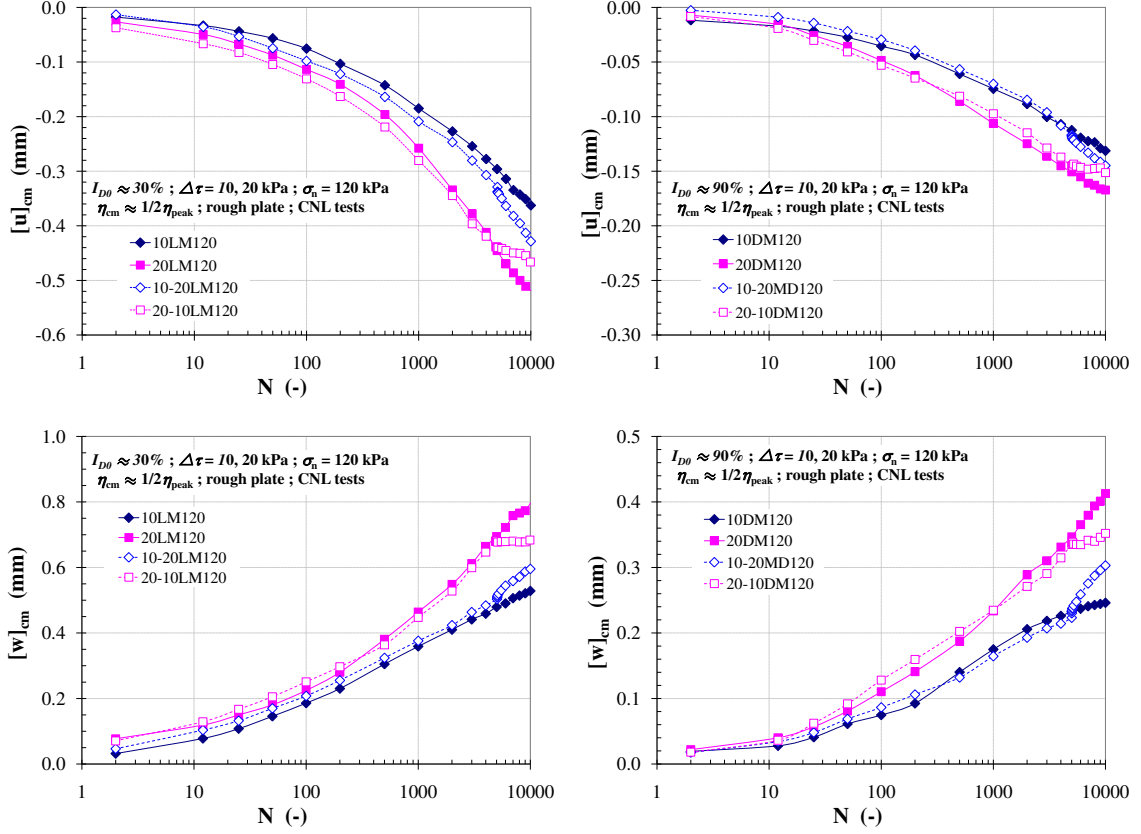 0.0
-0.1
-0.2
-0.3
-0.4
-0.5
-0.6
[u]cm (mm)
I_D0 ≈ 30% ; Δτ = 10, 20 kPa ; σn = 120 kPa
ηcm ≈ 1/2ηpeak ; rough plate ; CNL tests
10LM120
20LM120
10-20LM120
20-10LM120
1 10 100 1000 10000
N (-)
0.00
-0.05
-0.10
-0.15
-0.20
-0.25
-0.30
[u]cm (mm)
I_D0 ≈ 90% ; Δτ = 10, 20 kPa ; σn = 120 kPa
ηcm ≈ 1/2ηpeak ; rough plate ; CNL tests
10DM120
20DM120
10-20MD120
20-10DM120
1 10 100 1000 10000
N (-)
1.0
0.8
0.6
0.4
0.2
0.0
[w]cm (mm)
I_D0 ≈ 30% ; Δτ = 10, 20 kPa ; σn = 120 kPa
ηcm ≈ 1/2ηpeak ; rough plate ; CNL tests
10LM120
20LM120
10-20LM120
20-10LM120
1 10 100 1000 10000
N (-)
0.5
0.4
0.3
0.2
0.1
0.0
[w]cm (mm)
I_D0 ≈ 90% ; Δτ = 10, 20 kPa ; σn = 120 kPa
ηcm ≈ 1/2ηpeak ; rough plate ; CNL tests
10DM120
20DM120
10-20MD120
20-10DM120
1 10 100 1000 10000
N (-)